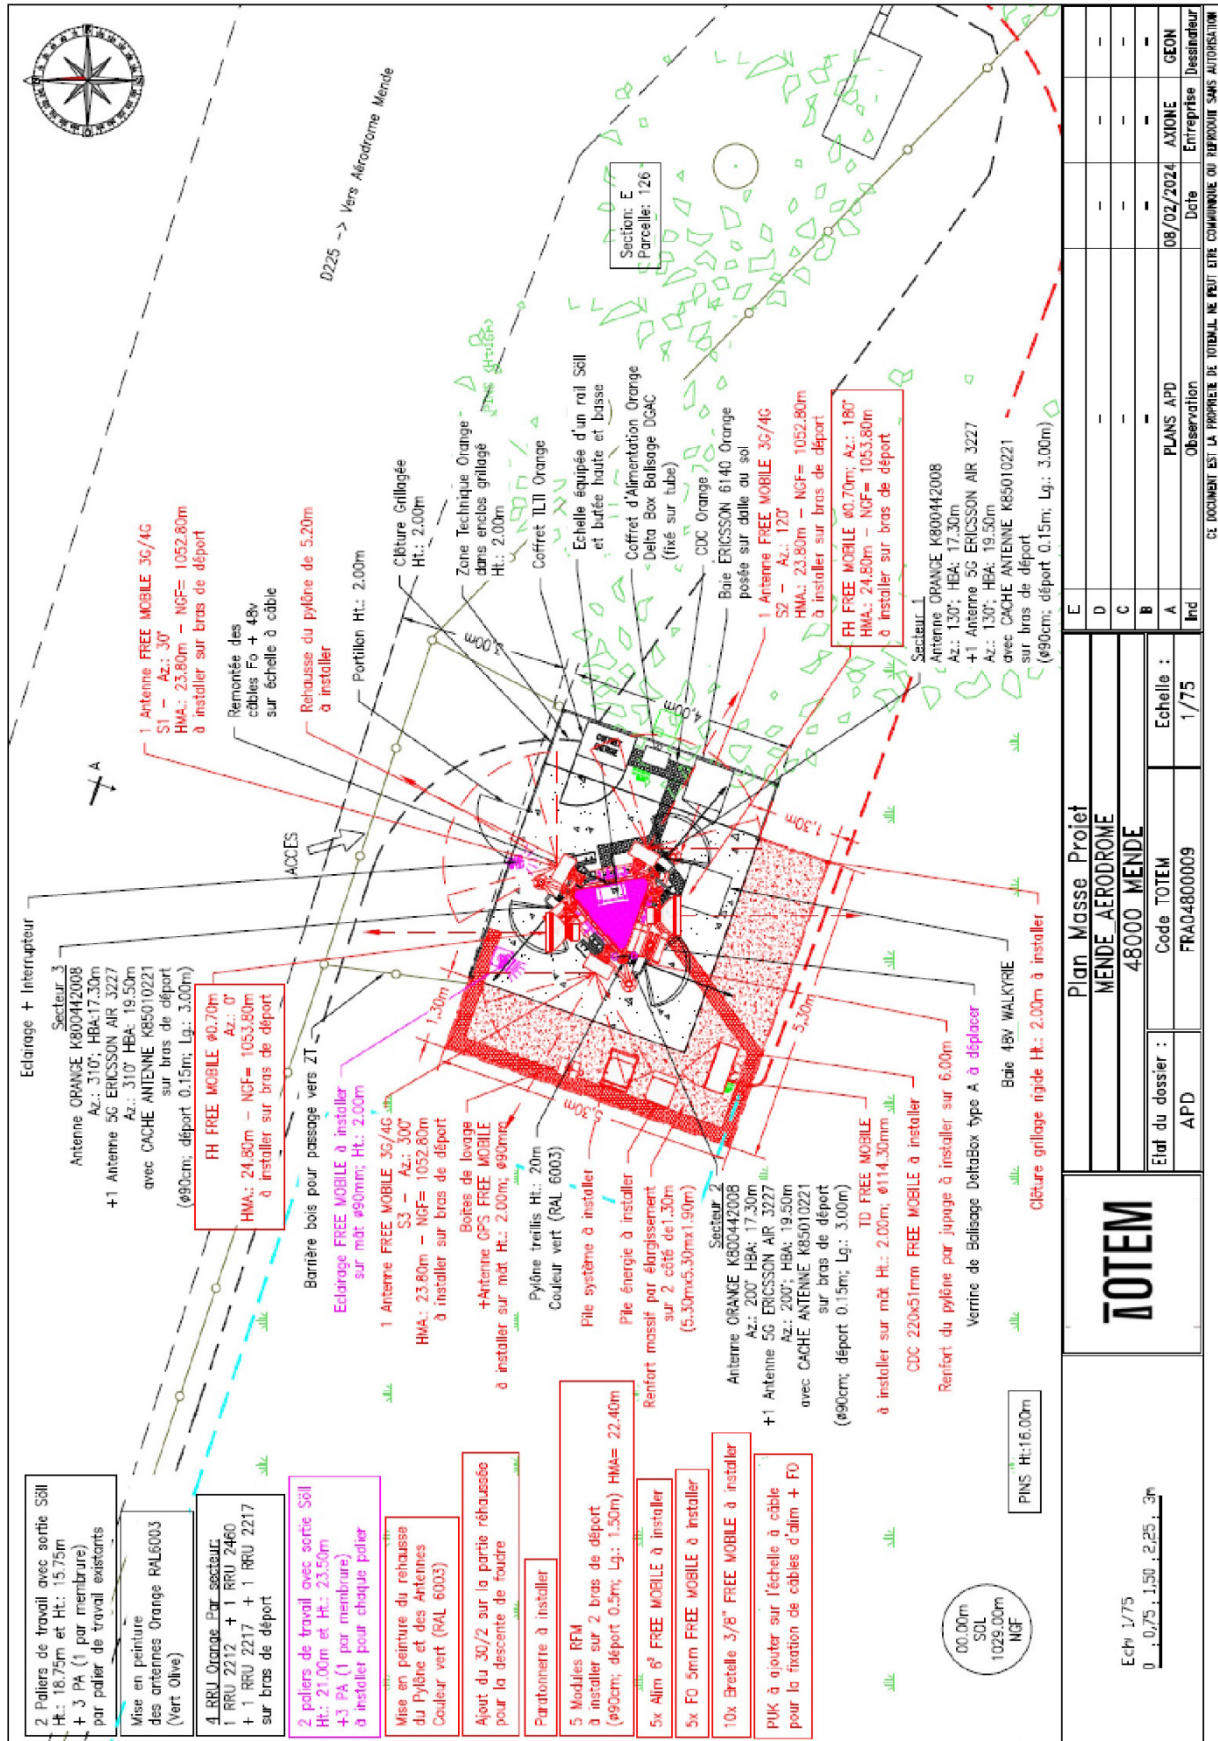 2 Paliers de travail avec sortie Söll
Ht.: 18.75m et Ht.: 15.75m
+ 3 PA (1 par membrure)
par palier de travail existants
Mise en peinture
des antennes Orange RAL6003
(Vert Olive)
4 RRU Orange Par secteur:
1 RRU 2212 + 1 RRU 2460
+ 1 RRU 2217 + 1 RRU 2217
sur bras de départ
2 paliers de travail avec sortie Söll
Ht.: 21.00m et Ht.: 23.50m
+3 PA (1 par membrure)
à installer pour chaque palier
Mise en peinture du rehausse
du Pylône et des Antennes
Couleur vert (RAL 6003)
Ajout du 30/2 sur la partie réhaussée
pour la descente de foudre
Paratonnerre à installer
5 Modules RFM
à installer sur 2 bras de départ
(ø90cm; départ 0.5m; Lg.: 1.50m) HMA= 22.40m
5x Alim 6² FREE MOBILE à installer
5x FO 5mm FREE MOBILE à installer
10x Bretelle 3/8" FREE MOBILE à installer
PUK à ajouter sur l'échelle à câble
pour la fixation de câbles d'alim + FO
Eclairage + Interrupteur
Secteur 3
Antenne ORANGE K800442008
Az.: 310°; HBA:17.30m
+1 Antenne 5G ERICSSON AIR 3227
Az.: 310° HBA: 19.50m
avec CACHE ANTENNE K85010221
sur bras de départ
(ø90cm; départ 0.15m; Lg.: 3.00m)
FH FREE MOBILE ø0.70m
Az.: 0°
HMA.: 24.80m - NGF= 1053.80m
à installer sur bras de départ
Barrière bois pour passage vers ZT
Eclairage FREE MOBILE à installer
sur mât ø90mm; Ht.: 2.00m
1 Antenne FREE MOBILE 3G/4G
S3 - Az.: 300°
HMA.: 23.80m - NGF= 1052.80m
à installer sur bras de départ
Boites de lovage
+Antenne GPS FREE MOBILE
à installer sur mât Ht.: 2.00m; ø90mm
Pylône treillis Ht.: 20m
Couleur vert (RAL 6003)
Pile système à installer
Pile énergie à installer
Renfort massif par élargissement
sur 2 côté de1.30m
(5.30mx5.30mx1.90m)
Secteur 2
Antenne ORANGE K800442008
Az.: 200° HBA: 17.30m
+1 Antenne 5G ERICSSON AIR 3227
Az.: 200°; HBA: 19.50m
avec CACHE ANTENNE K85010221
sur bras de départ
(ø90cm; départ 0.15m; Lg.: 3.00m)
TD FREE MOBILE
à installer sur mât Ht.: 2.00m; ø114.30mm
CDC 220x51mm FREE MOBILE à installer
Renfort du pylône par jupage à installer sur 6.00m
Verrine de Balisage DeltaBox type A à déplacer
Baie 48V WALKYRIE
Clôture grillage rigide Ht.: 2.00m à installer
ACCES
A
1 Antenne FREE MOBILE 3G/4G
S1 - Az.: 30°
HMA.: 23.80m - NGF= 1052.80m
à installer sur bras de départ
Remontée des
câbles Fo + 48v
sur échelle à câble
Rehausse du pylône de 5.20m
à installer
Portillon Ht.: 2.00m
Clôture Grillagée
Ht.: 2.00m
Zone Technique Orange
dans enclos grillagé
Ht.: 2.00m
Coffret TLTI Orange
Echelle équipée d'un rail Söll
et butée haute et basse
Coffret d'Alimentation Orange
Delta Box Balisage DGAC
(fixé sur tube)
CDC Orange
Baie ERICSSON 6140 Orange
posée sur dalle au sol
1 Antenne FREE MOBILE 3G/4G
S2 - Az.: 120°
HMA.: 23.80m - NGF= 1052.80m
à installer sur bras de départ
FH FREE MOBILE ø0.70m; Az.: 180°
HMA.: 24.80m - NGF= 1053.80m
à installer sur bras de départ
Secteur 1
Antenne ORANGE K800442008
Az.: 130°; HBA: 17.30m
+1 Antenne 5G ERICSSON AIR 3227
Az.: 130°; HBA: 19.50m
avec CACHE ANTENNE K85010221
sur bras de départ
(ø90cm; départ 0.15m; Lg.: 3.00m)
D225 --> Vers Aérodrome Mende
Section: E
Parcelle: 126
3,00m
4,00m
1,30m
1,30m
5,30m
5,30m
PINS Ht:16.00m
00.00m
SOL
1029.00m
NGF
Ech: 1/75
0 0,75 1,50 2,25 3m
TOTEM
Plan Masse Projet
MENDE_AERODROME
48000 MENDE
Etat du dossier :
APD
Code TOTEM
FRA04800009
Echelle :
1/75
E
D - - - -
C - - - -
B - - - -
A PLANS APD 08/02/2024 AXIONE GEON
Ind Observation Date Entreprise Dessinateur
CE DOCUMENT EST LA PROPRIETE DE TOTEM,IL NE PEUT ETRE COMMUNIQUE OU REPRODUIT SANS AUTORISATION